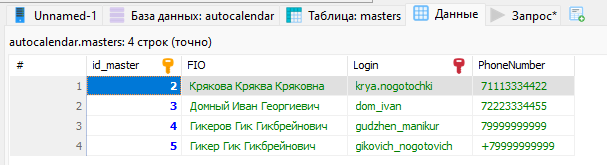 Unnamed-1 База данных: autocalendar Таблица: masters Данные Запрос*
autocalendar.masters: 4 строк (точно)
# id_master FIO Login PhoneNumber
1 2 Крякова Кряква Кряковна krya.nogotochki 71113334422
2 3 Домный Иван Георгиевич dom_ivan 72223334455
3 4 Гикеров Гик Гикбрейнович gudzhen_manikur 79999999999
4 5 Гикер Гик Гикбрейнович gikovich_nogotovich +79999999999